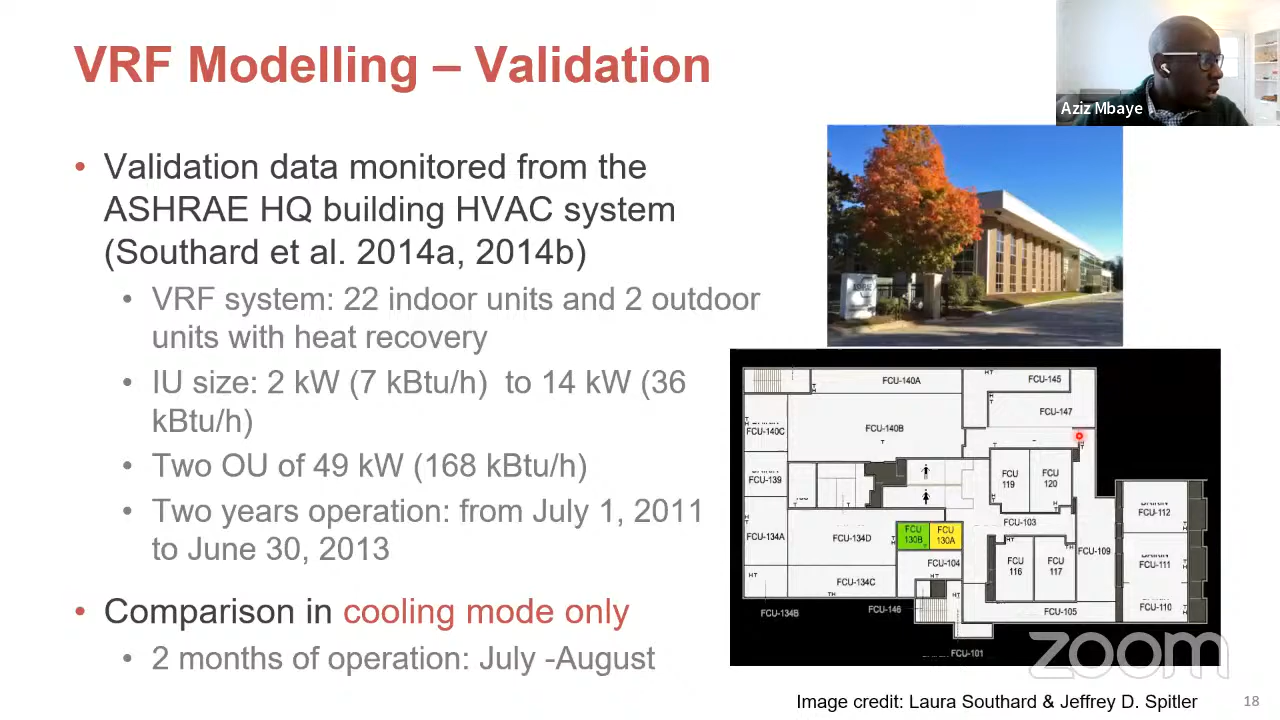 VRF Modelling – Validation
Aziz Mbaye
• Validation data monitored from the
ASHRAE HQ building HVAC system
(Southard et al. 2014a, 2014b)
• VRF system: 22 indoor units and 2 outdoor
units with heat recovery
• IU size: 2 kW (7 kBtu/h) to 14 kW (36
kBtu/h)
• Two OU of 49 kW (168 kBtu/h)
• Two years operation: from July 1, 2011
to June 30, 2013
• Comparison in cooling mode only
• 2 months of operation: July -August
ASHRAE
FCU-140A
FCU-145
FCU-147
FCU-140C
FCU-140B
FCU-139
FCU
119
FCU
120
FCU-112
FCU-134A
FCU-134D
FCU
130B
FCU
130A
FCU-103
FCU-109
FCU-104
FCU
116
FCU
117
FCU-111
FCU-134C
FCU-110
FCU-134B
FCU-146
FCU-105
FCU-101
zoom
Image credit: Laura Southard & Jeffrey D. Spitler
18